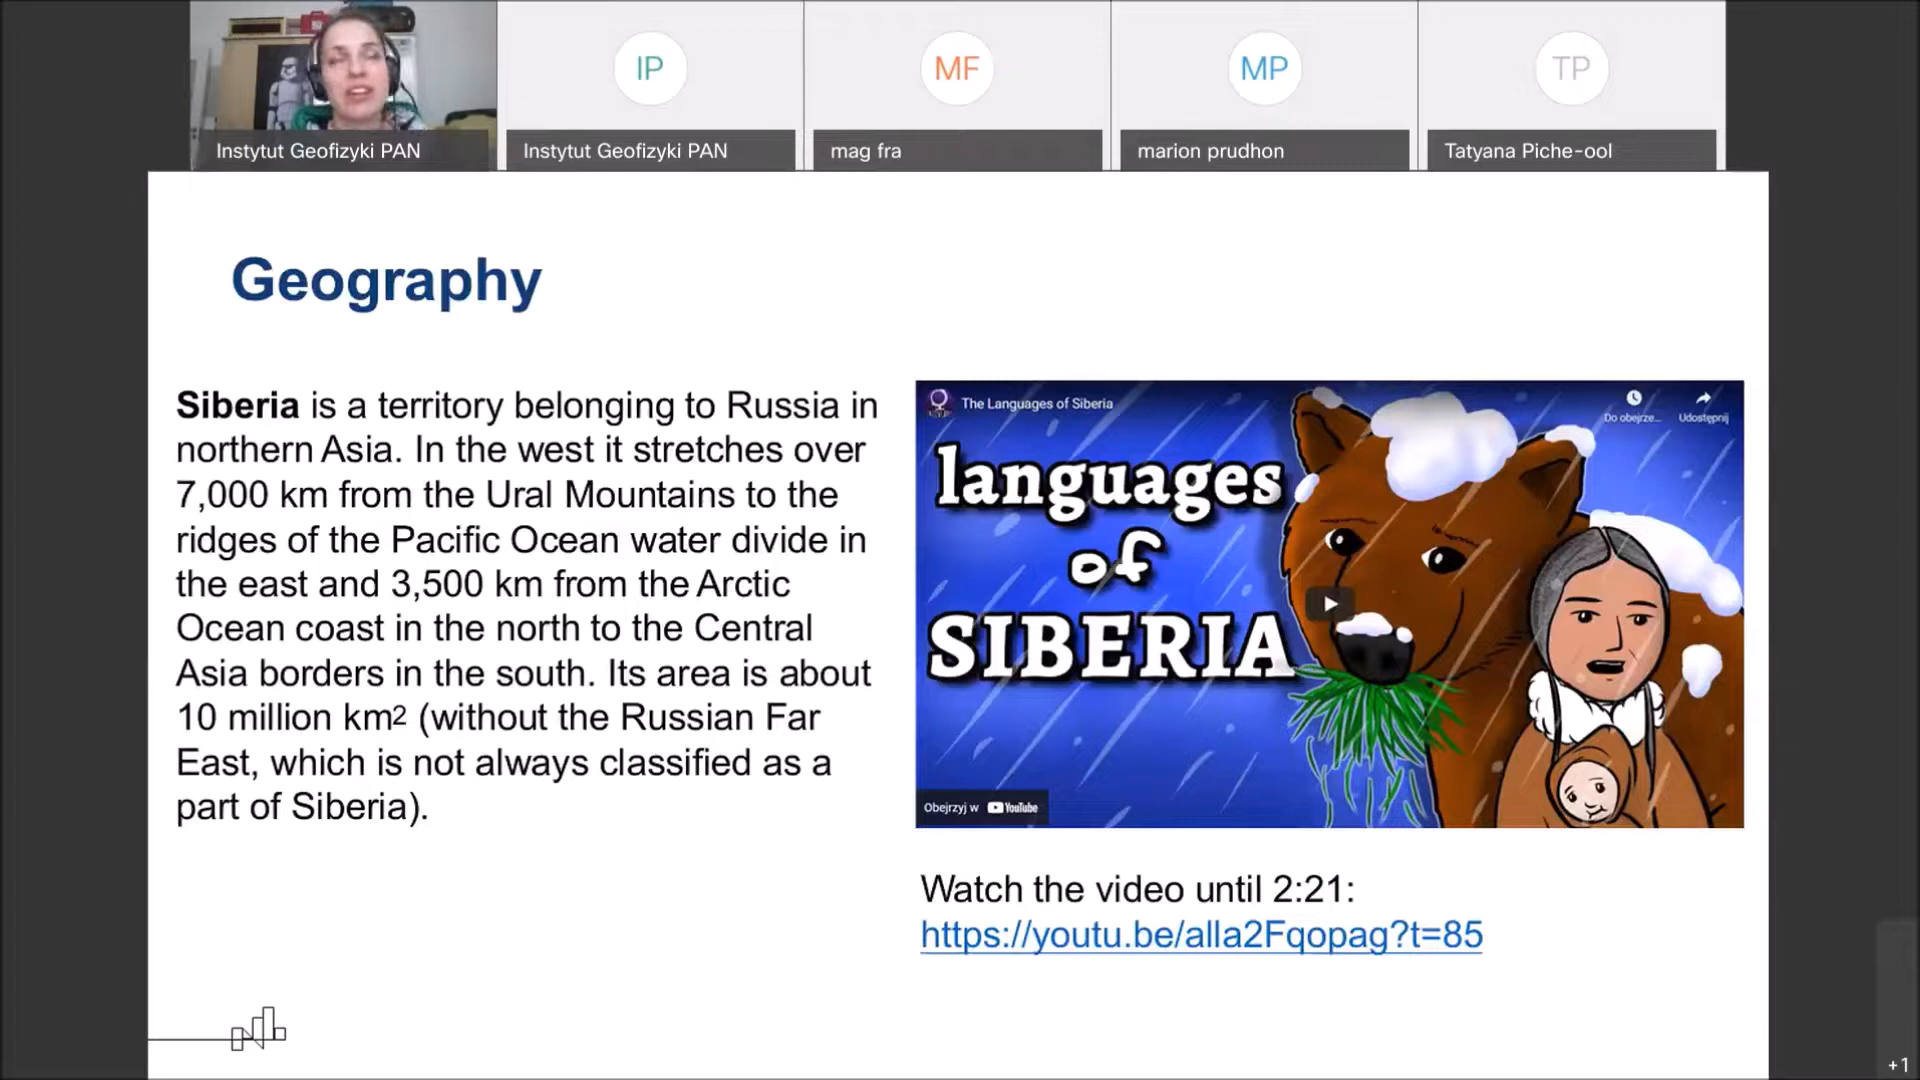 IP
MF
MP
TP
Instytut Geofizyki PAN
Instytut Geofizyki PAN
mag fra
marion prudhon
Tatyana Piche-ool
Geography
Siberia is a territory belonging to Russia in
northern Asia. In the west it stretches over
7,000 km from the Ural Mountains to the
ridges of the Pacific Ocean water divide in
the east and 3,500 km from the Arctic
Ocean coast in the north to the Central
Asia borders in the south. Its area is about
10 million km2 (without the Russian Far
East, which is not always classified as a
part of Siberia).
The Languages of Siberia
Do obejrze...
Udostępnij
languages
of
SIBERIA
Obejrzyj w YouTube
Watch the video until 2:21:
https://youtu.be/alla2Fqopag?t=85
+1